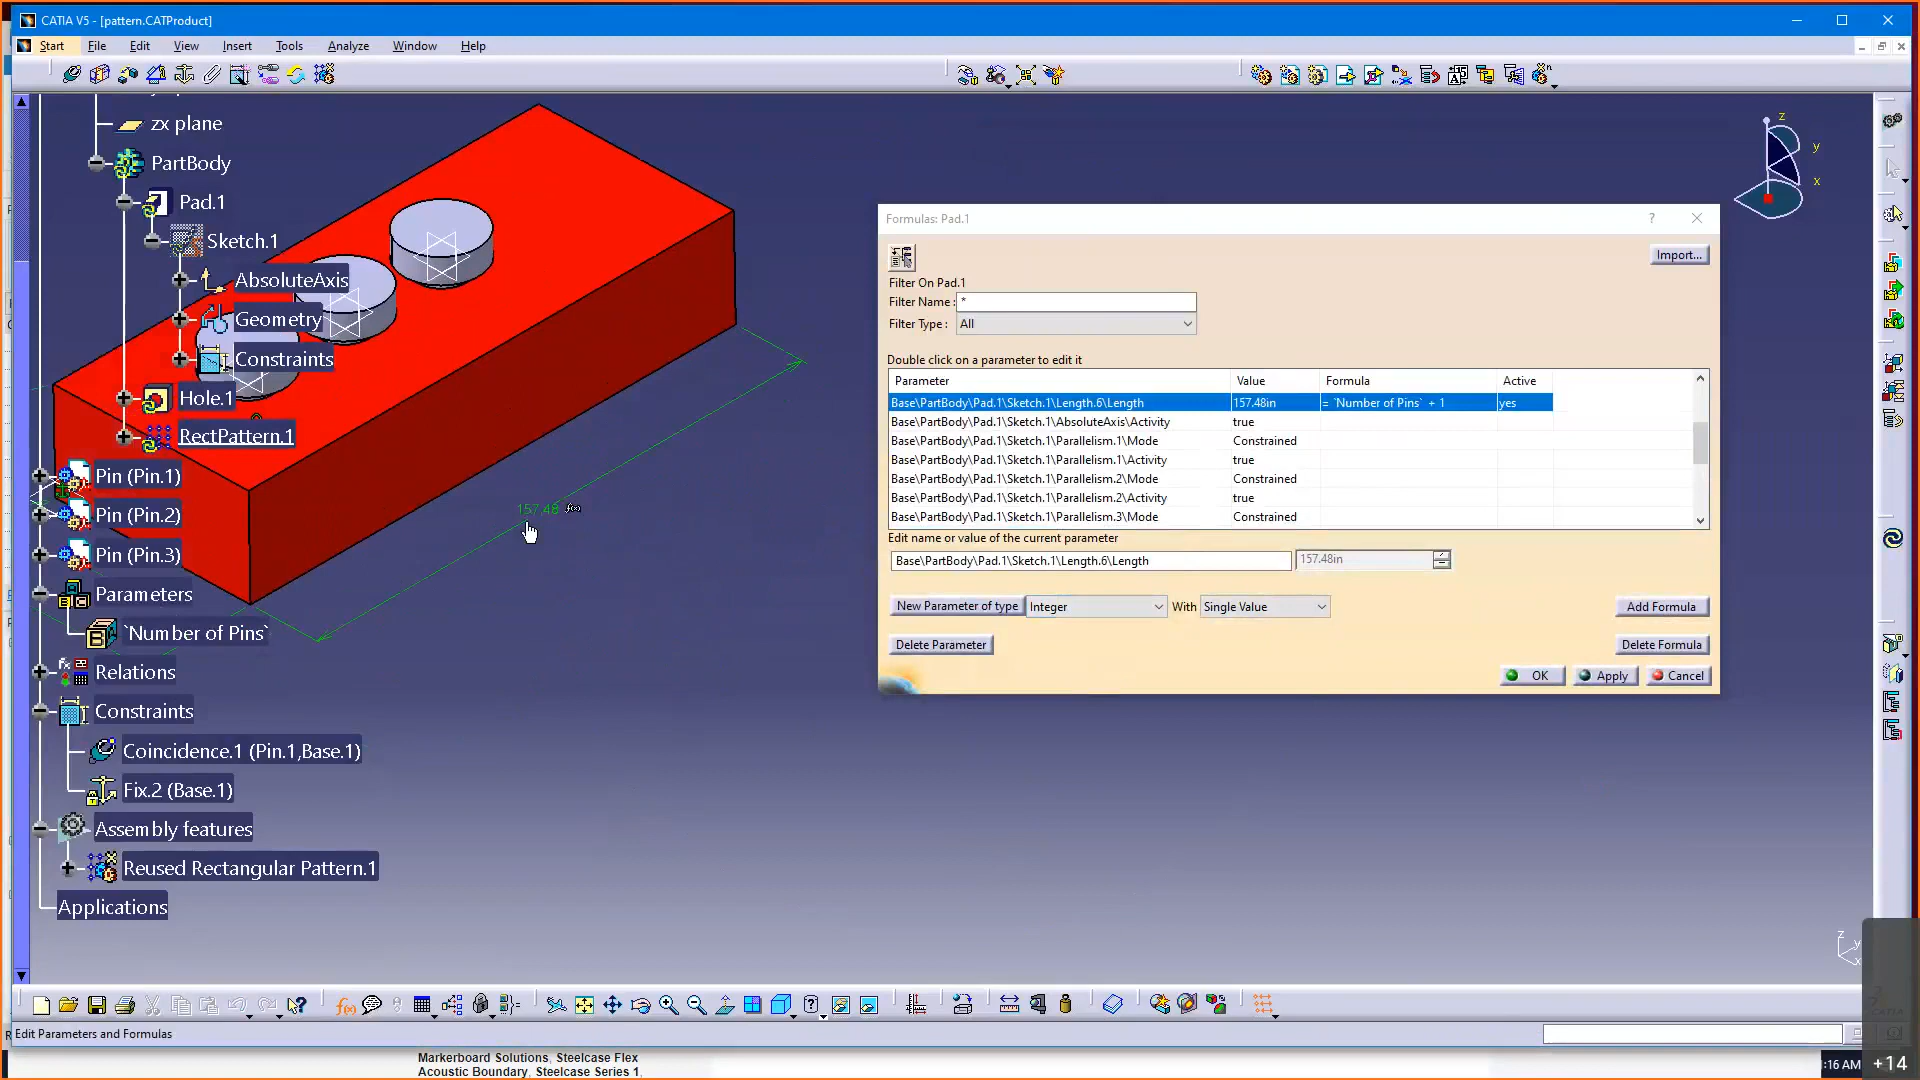 CATIA V5 - [pattern.CATProduct]
Start File Edit View Insert Tools Analyze Window Help
zx plane
PartBody
Pad.1
Sketch.1
AbsoluteAxis
Geometry
Constraints
Hole.1
RectPattern.1
Pin (Pin.1)
Pin (Pin.2)
Pin (Pin.3)
Parameters
`Number of Pins`
Relations
Constraints
Coincidence.1 (Pin.1,Base.1)
Fix.2 (Base.1)
Assembly features
Reused Rectangular Pattern.1
Applications
157.48 f(x)
z
y
x
Formulas: Pad.1 ?
Import...
Filter On Pad.1
Filter Name : *
Filter Type : All
Double click on a parameter to edit it
Parameter Value Formula Active
Base\PartBody\Pad.1\Sketch.1\Length.6\Length 157.48in = `Number of Pins` + 1 yes
Base\PartBody\Pad.1\Sketch.1\AbsoluteAxis\Activity true
Base\PartBody\Pad.1\Sketch.1\Parallelism.1\Mode Constrained
Base\PartBody\Pad.1\Sketch.1\Parallelism.1\Activity true
Base\PartBody\Pad.1\Sketch.1\Parallelism.2\Mode Constrained
Base\PartBody\Pad.1\Sketch.1\Parallelism.2\Activity true
Base\PartBody\Pad.1\Sketch.1\Parallelism.3\Mode Constrained
Edit name or value of the current parameter
Base\PartBody\Pad.1\Sketch.1\Length.6\Length 157.48in
New Parameter of type Integer With Single Value Add Formula
Delete Parameter Delete Formula
OK Apply Cancel
z
y
x
Edit Parameters and Formulas
Markerboard Solutions, Steelcase Flex
Acoustic Boundary, Steelcase Series 1,
:16 AM
+14